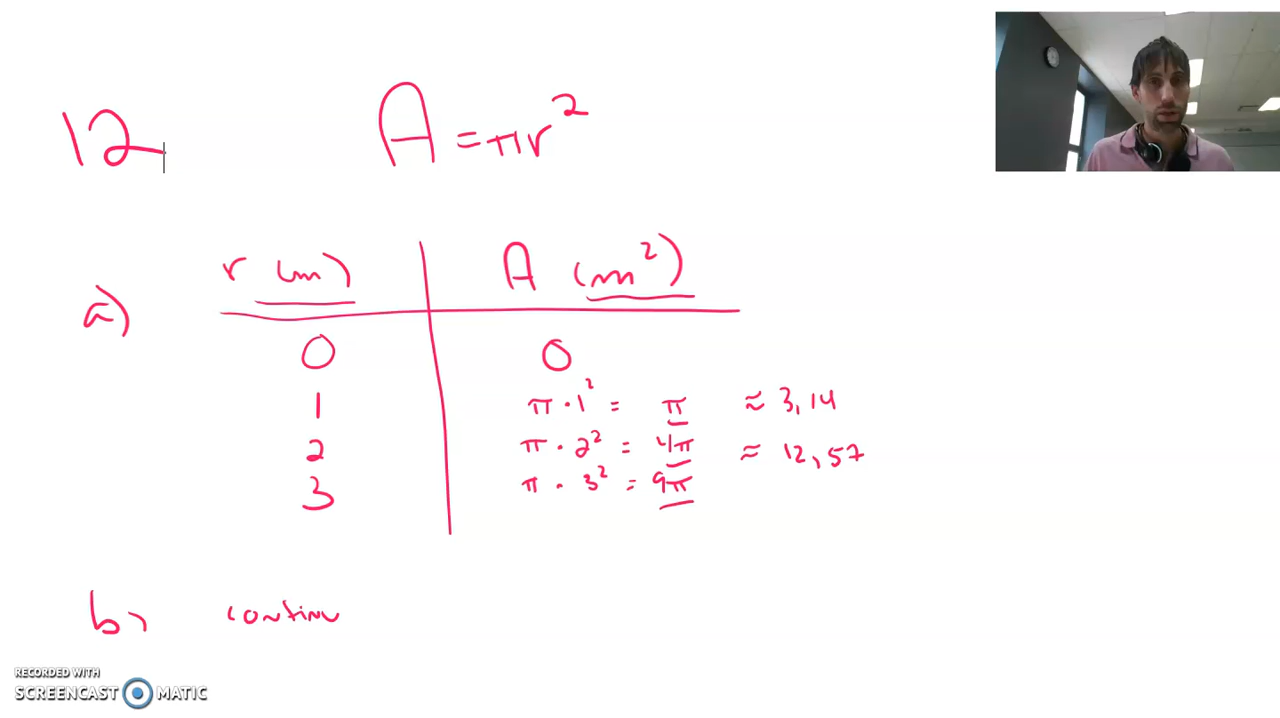 12 A = πr²
a) r (m) A (m²)
0 0
1 π · 1² = π ≈ 3,14
2 π · 2² = 4π ≈ 12,57
3 π · 3² = 9π
b) continu
RECORDED WITH
SCREENCAST MATIC